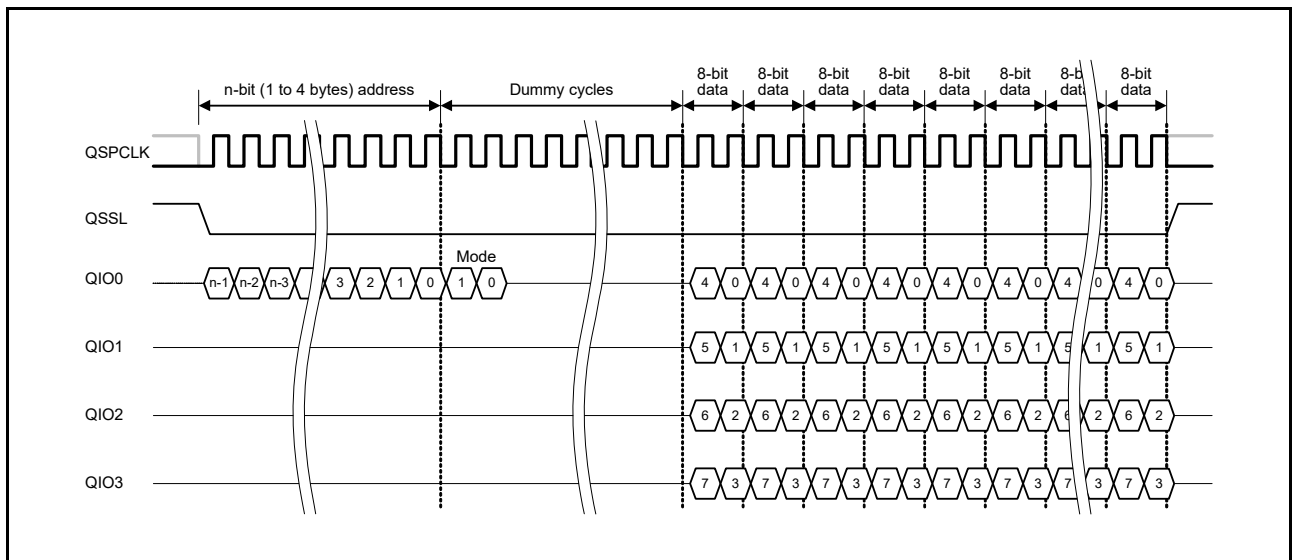 8-bit 8-bit 8-bit 8-bit 8-bit 8-bit 8-b 8-bit
n-bit (1 to 4 bytes) address Dummy cycles data data data data data data data data
QSPCLK
QSSL
Mode
QIO0 n-1 n-2 n-3 3 2 1 0 1 0 4 0 4 0 4 0 4 0 4 0 4 0 4 0 4 0
QIO1 5 1 5 1 5 1 5 1 5 1 5 1 5 1 5 1
QIO2 6 2 6 2 6 2 6 2 6 2 6 2 6 2 6 2
QIO3 7 3 7 3 7 3 7 3 7 3 7 3 7 3 7 3